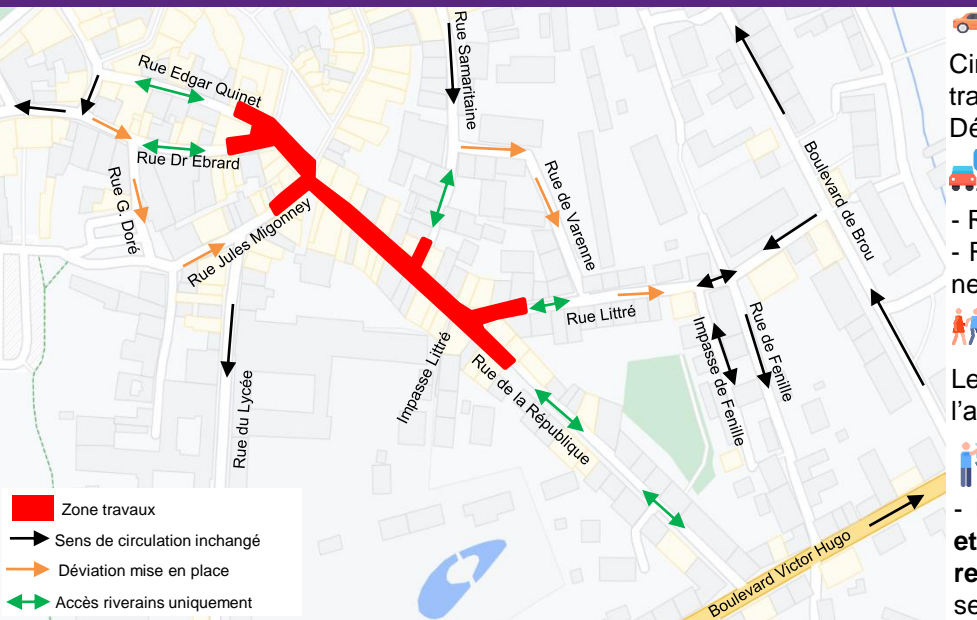 Rue Edgar Quinet
Rue Samaritaine
Rue Dr Ebrard
Rue G. Doré
Rue Jules Migonney
Rue de Varenne
Boulevard de Brou
Rue Littré
Impasse Littré
Rue de la République
Impasse de Fenille
Rue de Fenille
Rue du Lycée
Boulevard Victor Hugo
Zone travaux
Sens de circulation inchangé
Déviation mise en place
Accès riverains uniquement
Cir
tra
Dé
- R
- R
ne
Le
l’a
-
et
re
se